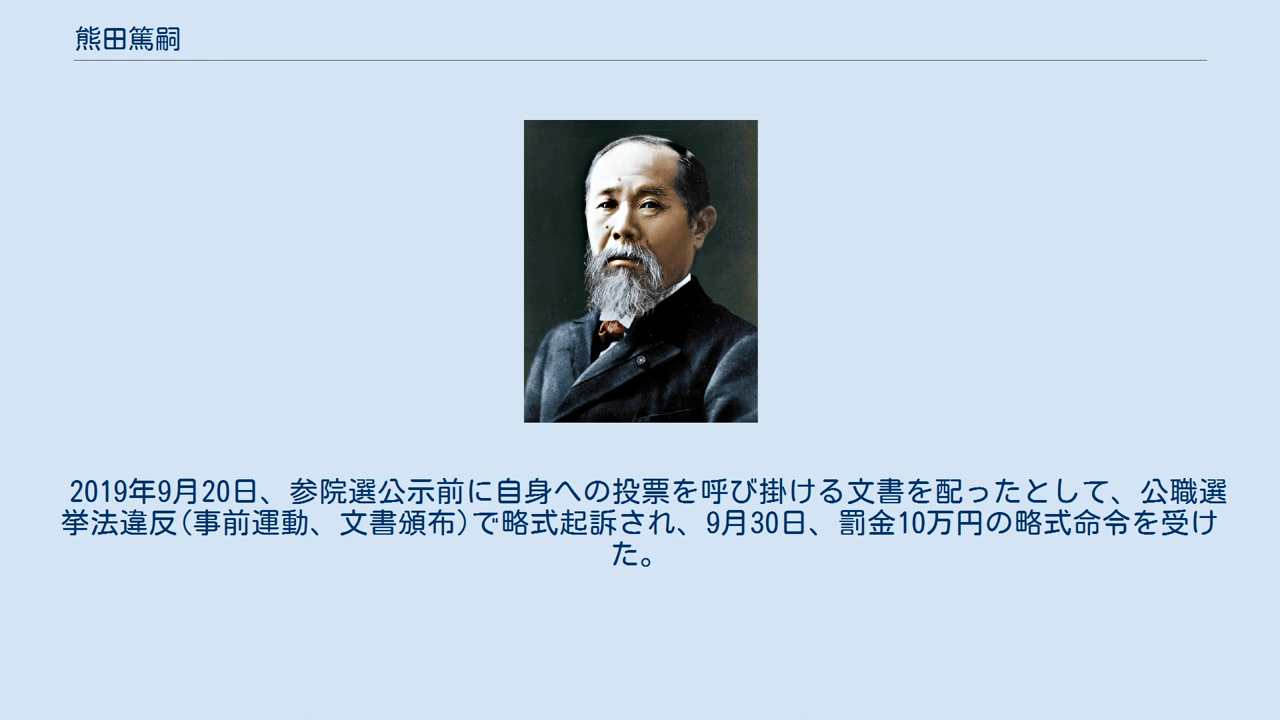 熊田篤嗣
2019年9月20日、参院選公示前に自身への投票を呼び掛ける文書を配ったとして、公職選
挙法違反(事前運動、文書頒布)で略式起訴され、9月30日、罰金10万円の略式命令を受け
た。